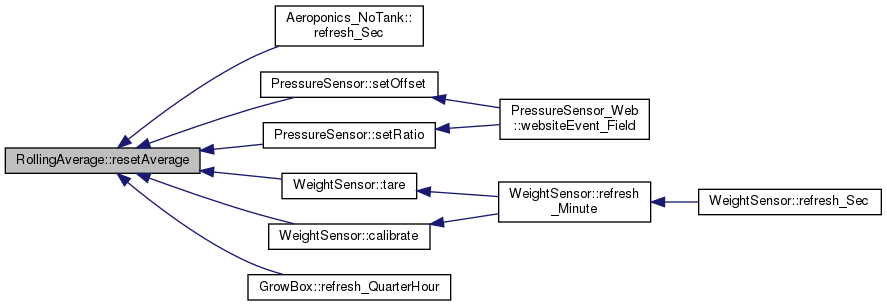 RollingAverage::resetAverage
Aeroponics_NoTank::
refresh_Sec
PressureSensor::setOffset
PressureSensor_Web
::websiteEvent_Field
PressureSensor::setRatio
WeightSensor::tare
WeightSensor::refresh
_Minute
WeightSensor::refresh_Sec
WeightSensor::calibrate
GrowBox::refresh_QuarterHour